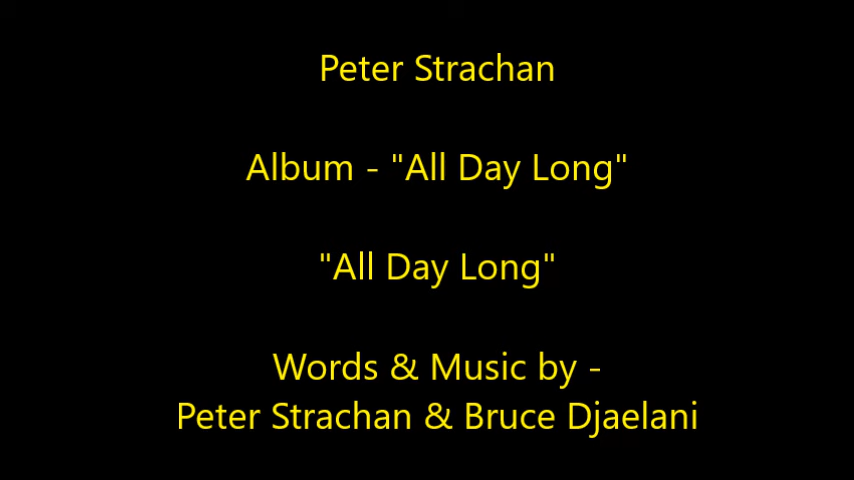 Peter Strachan
Album - "All Day Long"
"All Day Long"
Words & Music by -
Peter Strachan & Bruce Djaelani